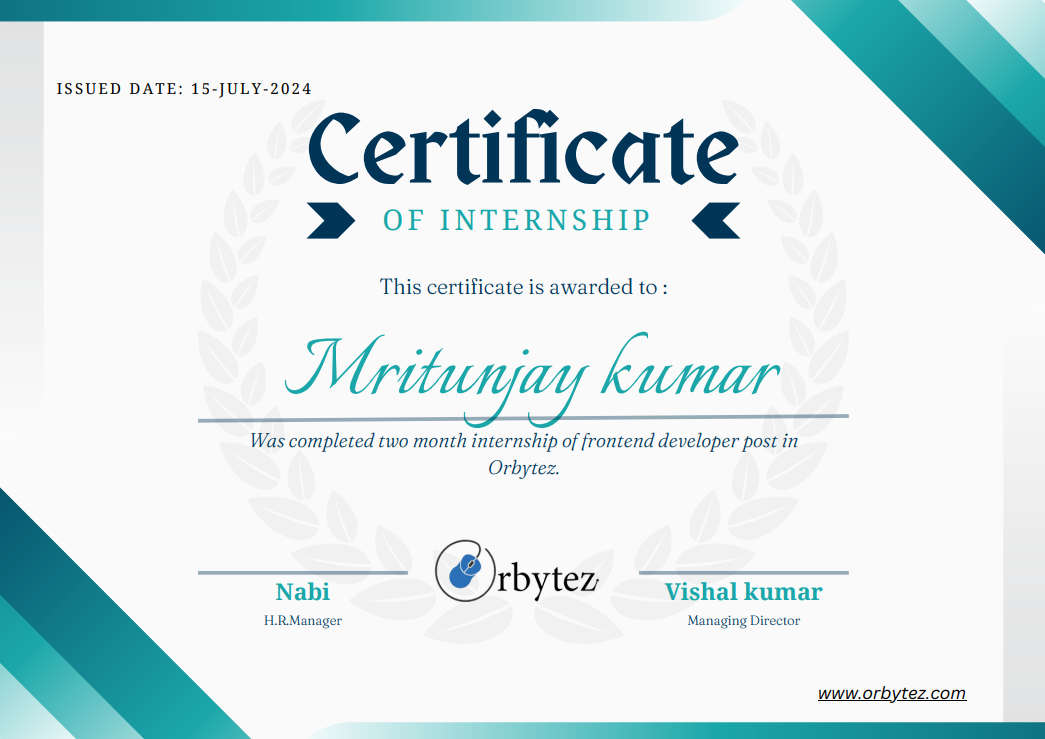 ISSUED DATE: 15-JULY-2024
Certificate
OF INTERNSHIP
This certificate is awarded to :
Mritunjay kumar
Was completed two month internship of frontend developer post in
Orbytez.
Orbytez
Nabi
Vishal kumar
H.R.Manager
Managing Director
www.orbytez.com